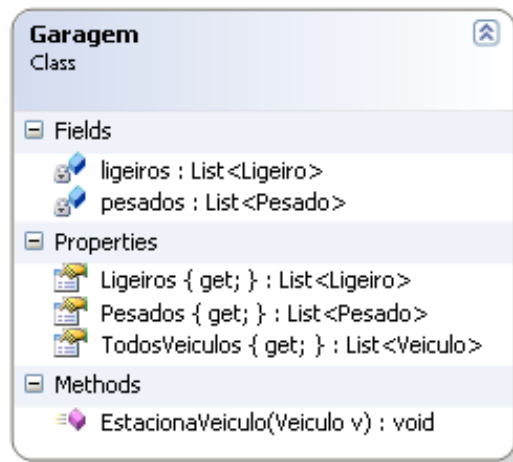 Garagem
Class
Fields
ligeiros : List<Ligeiro>
pesados : List<Pesado>
Properties
Ligeiros { get; } : List<Ligeiro>
Pesados { get; } : List<Pesado>
TodosVeiculos { get; } : List<Veiculo>
Methods
EstacionaVeiculo(Veiculo v) : void